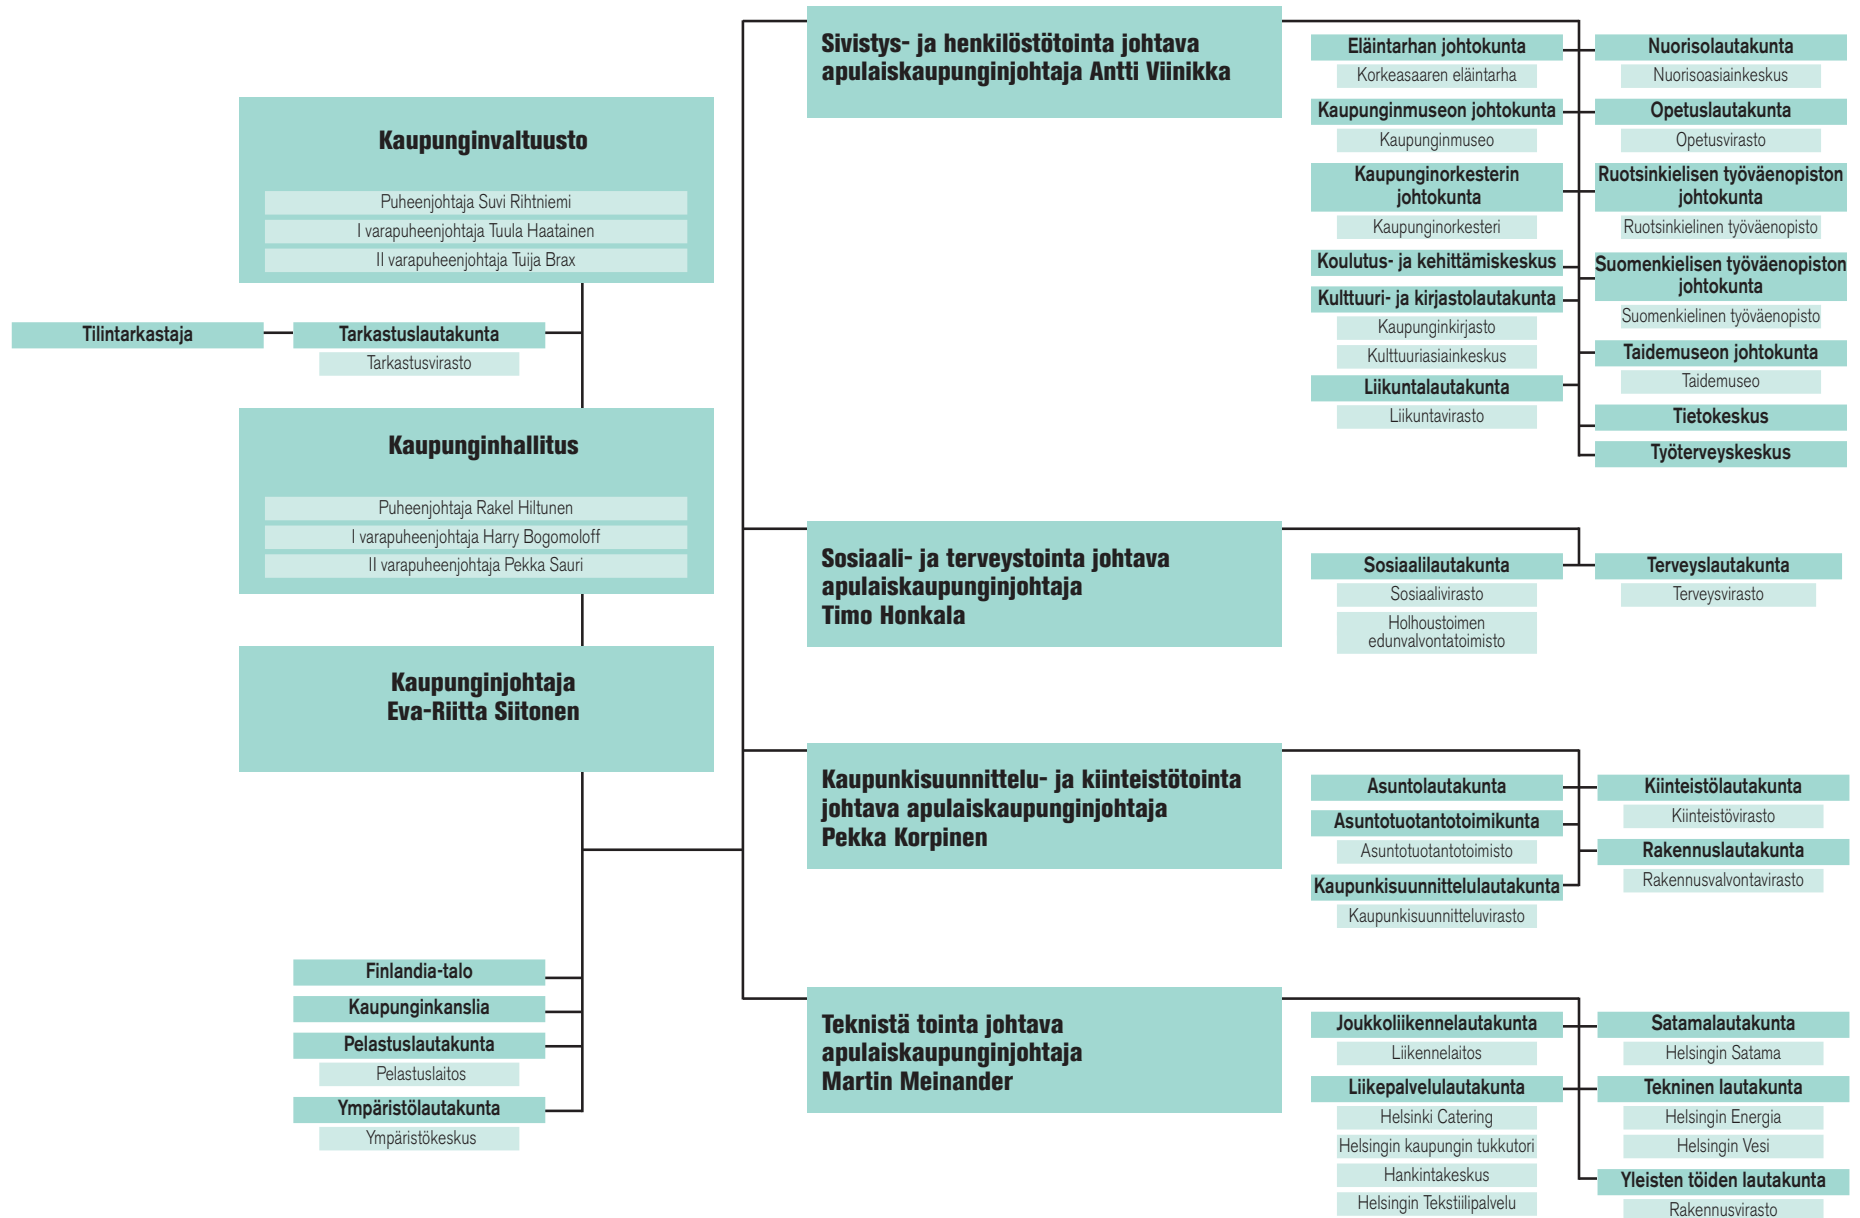 Kaupunginvaltuusto
Puheenjohtaja Suvi Rihtniemi
I varapuheenjohtaja Tuula Haatainen
II varapuheenjohtaja Tuija Brax
Tilintarkastaja
Tarkastuslautakunta
Tarkastusvirasto
Kaupunginhallitus
Puheenjohtaja Rakel Hiltunen
I varapuheenjohtaja Harry Bogomoloff
II varapuheenjohtaja Pekka Sauri
Kaupunginjohtaja
Eva-Riitta Siitonen
Finlandia-talo
Kaupunginkanslia
Pelastuslautakunta
Pelastuslaitos
Ympäristölautakunta
Ympäristökeskus
Sivistys- ja henkilöstötointa johtava
apulaiskaupunginjohtaja Antti Viinikka
Eläintarhan johtokunta
Korkeasaaren eläintarha
Kaupunginmuseon johtokunta
Kaupunginmuseo
Kaupunginorkesterin
johtokunta
Kaupunginorkesteri
Koulutus- ja kehittämiskeskus
Kulttuuri- ja kirjastolautakunta
Kaupunginkirjasto
Kulttuuriasiainkeskus
Liikuntalautakunta
Liikuntavirasto
Nuorisolautakunta
Nuorisoasiainkeskus
Opetuslautakunta
Opetusvirasto
Ruotsinkielisen työväenopiston
johtokunta
Ruotsinkielinen työväenopisto
Suomenkielisen työväenopiston
johtokunta
Suomenkielinen työväenopisto
Taidemuseon johtokunta
Taidemuseo
Tietokeskus
Työterveyskeskus
Sosiaali- ja terveystointa johtava
apulaiskaupunginjohtaja
Timo Honkala
Sosiaalilautakunta
Sosiaalivirasto
Holhoustoimen
edunvalvontatoimisto
Terveyslautakunta
Terveysvirasto
Kaupunkisuunnittelu- ja kiinteistötointa
johtava apulaiskaupunginjohtaja
Pekka Korpinen
Asuntolautakunta
Asuntotuotantotoimikunta
Asuntotuotantotoimisto
Kaupunkisuunnittelulautakunta
Kaupunkisuunnitteluvirasto
Kiinteistölautakunta
Kiinteistövirasto
Rakennuslautakunta
Rakennusvalvontavirasto
Teknistä tointa johtava
apulaiskaupunginjohtaja
Martin Meinander
Joukkoliikennelautakunta
Liikennelaitos
Liikepalvelulautakunta
Helsinki Catering
Helsingin kaupungin tukkutori
Hankintakeskus
Helsingin Tekstiilipalvelu
Satamalautakunta
Helsingin Satama
Tekninen lautakunta
Helsingin Energia
Helsingin Vesi
Yleisten töiden lautakunta
Rakennusvirasto